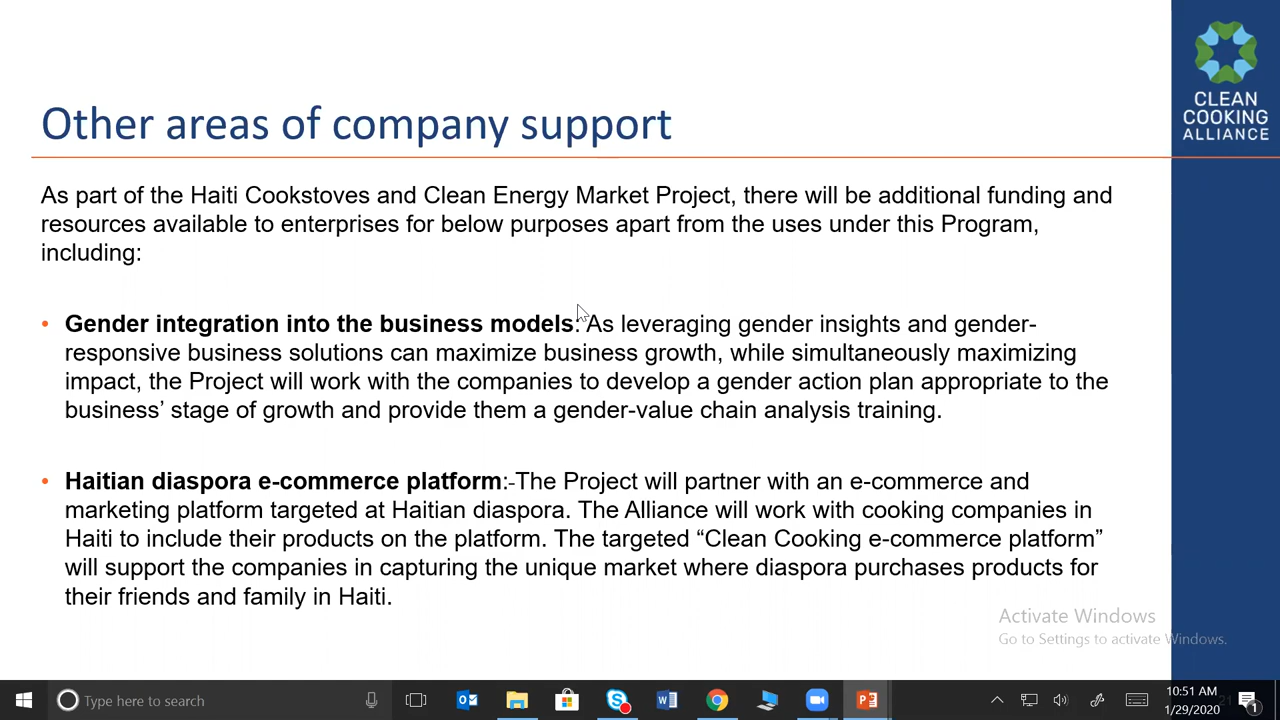 Other areas of company support
CLEAN
COOKING
ALLIANCE
As part of the Haiti Cookstoves and Clean Energy Market Project, there will be additional funding and
resources available to enterprises for below purposes apart from the uses under this Program,
including:
• Gender integration into the business models: As leveraging gender insights and gender-
responsive business solutions can maximize business growth, while simultaneously maximizing
impact, the Project will work with the companies to develop a gender action plan appropriate to the
business’ stage of growth and provide them a gender-value chain analysis training.
• Haitian diaspora e-commerce platform:-The Project will partner with an e-commerce and
marketing platform targeted at Haitian diaspora. The Alliance will work with cooking companies in
Haiti to include their products on the platform. The targeted “Clean Cooking e-commerce platform”
will support the companies in capturing the unique market where diaspora purchases products for
their friends and family in Haiti.
Activate Windows
Go to Settings to activate Windows.
Type here to search
10:51 AM
1/29/2020
21
1